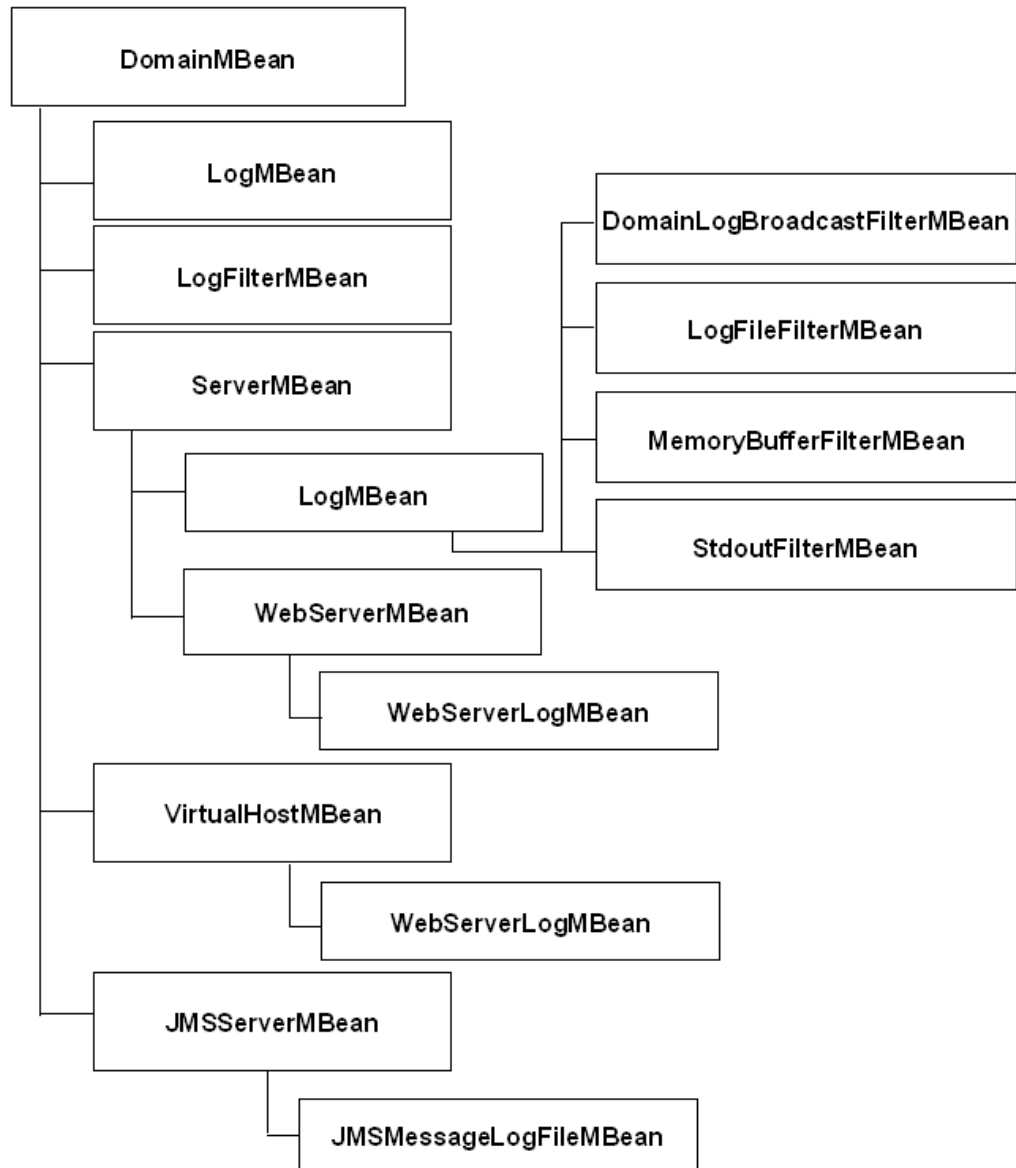 DomainMBean
LogMBean
LogFilterMBean
ServerMBean
LogMBean
DomainLogBroadcastFilterMBean
LogFileFilterMBean
MemoryBufferFilterMBean
StdoutFilterMBean
WebServerMBean
WebServerLogMBean
VirtualHostMBean
WebServerLogMBean
JMSServerMBean
JMSMessageLogFileMBean